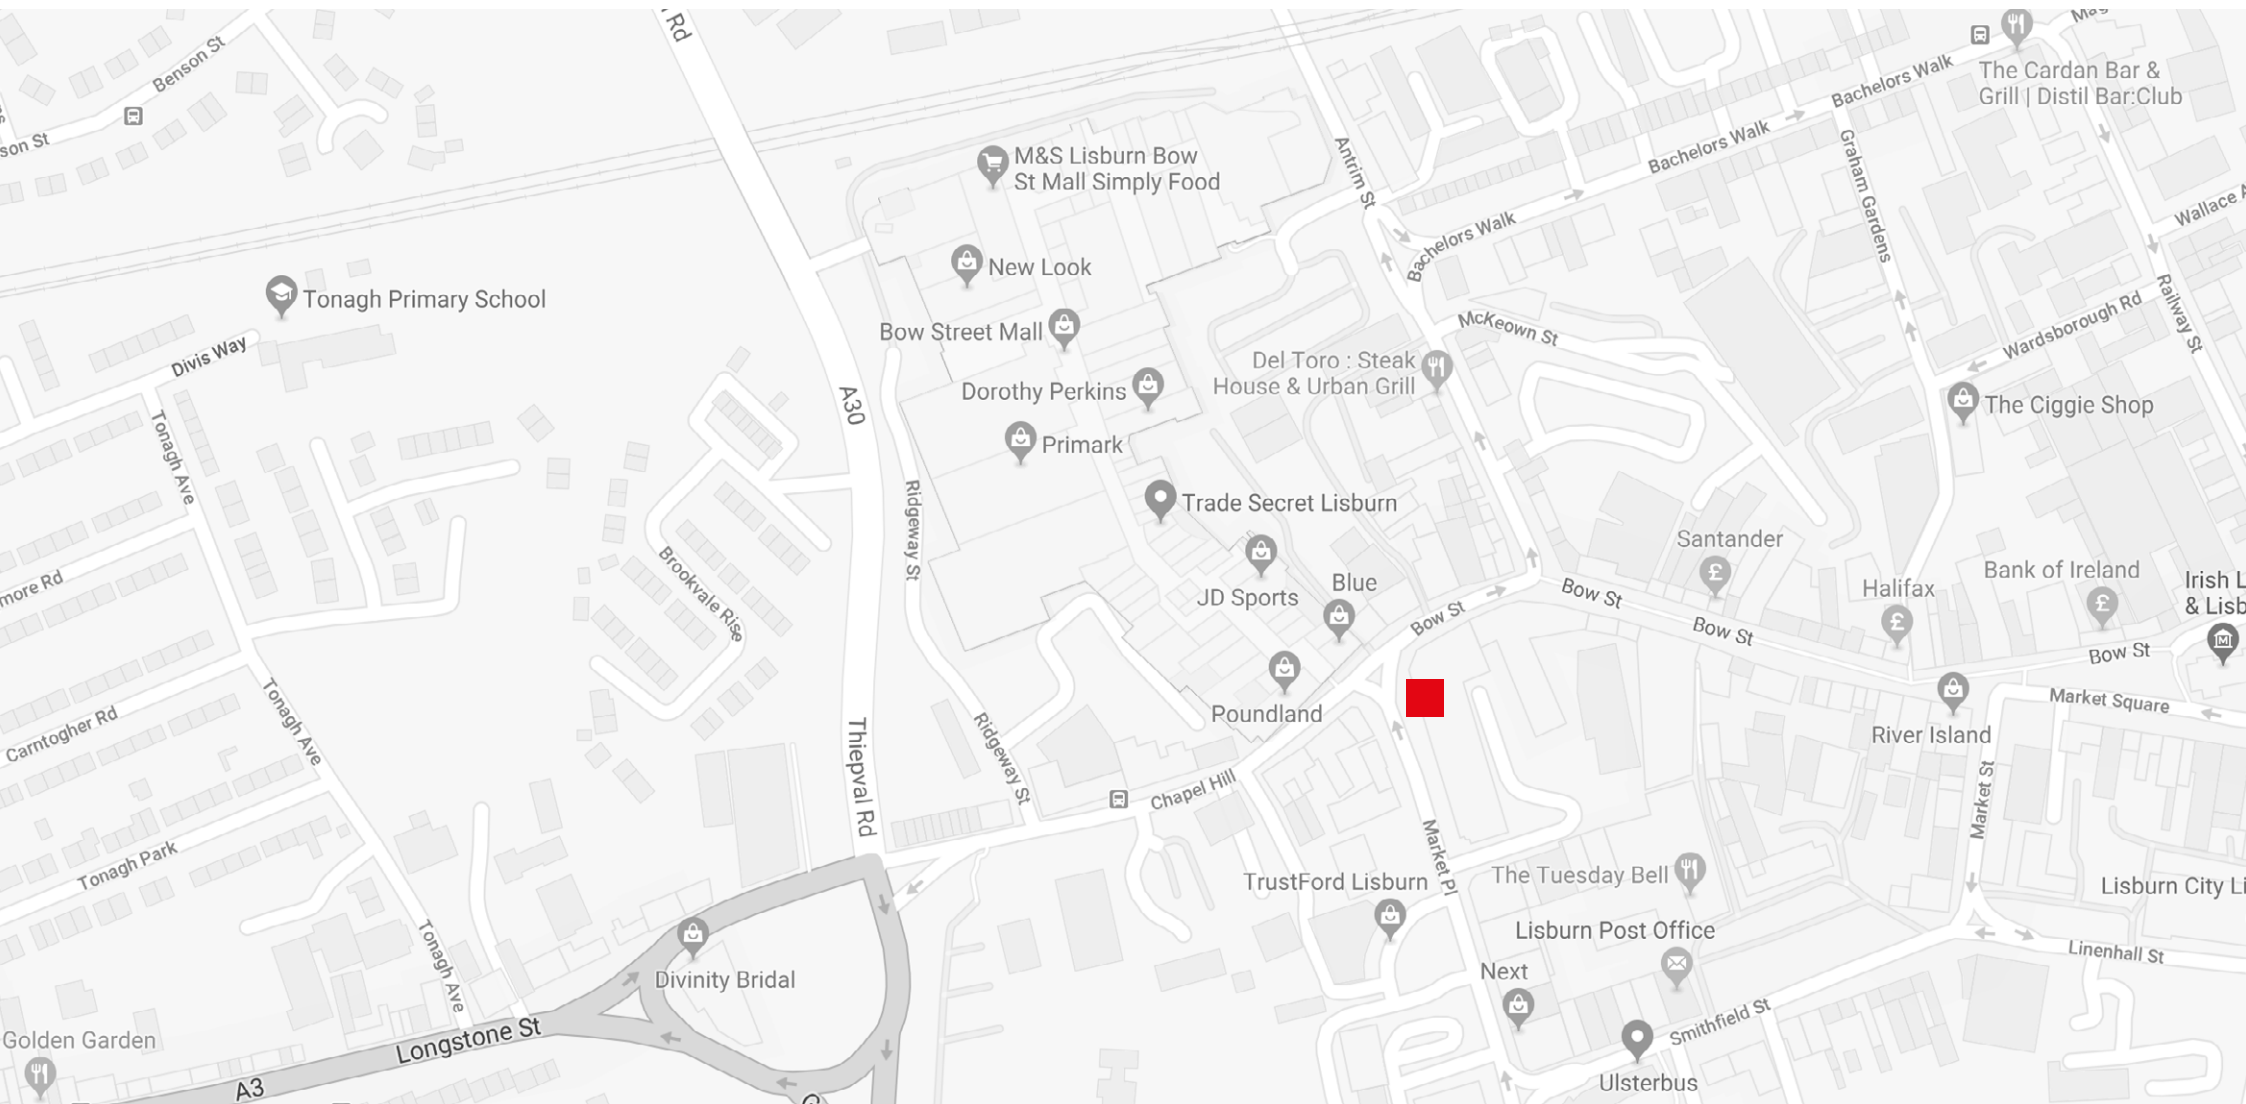 Rd
Mag
Benson St
The Cardan Bar &
Grill | Distil Bar:Club
Bachelors Walk
Bachelors Walk
son St
Antrim St
Graham Gardens
M&S Lisburn Bow
St Mall Simply Food
Wallace A
Bachelors Walk
New Look
Tonagh Primary School
Railway St
Wardsborough Rd
Bow Street Mall
McKeown St
Divis Way
Del Toro : Steak
House & Urban Grill
A30
Dorothy Perkins
The Ciggie Shop
Primark
Tonagh Ave
Trade Secret Lisburn
Ridgeway St
Santander
Bank of Ireland
Irish L
& Lisb
more Rd
Brookvale Rise
JD Sports
Blue
Bow St
Bow St
Halifax
Bow St
Bow St
Tonagh Ave
Carntogher Rd
Poundland
Market Square
River Island
Ridgeway St
Thiepval Rd
Chapel Hill
Market St
Market Pl
Tonagh Park
TrustFord Lisburn
The Tuesday Bell
Lisburn City Li
Lisburn Post Office
Tonagh Ave
Divinity Bridal
Linenhall St
Next
Smithfield St
Longstone St
Golden Garden
A3
Ulsterbus